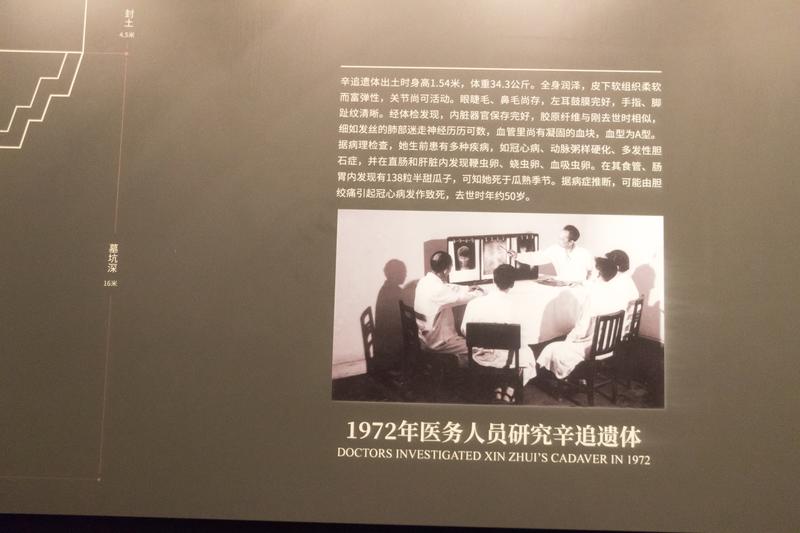 封土
4.5米
墓坑深
16米
辛追遗体出土时身高1.54米，体重34.3公斤。全身润泽，皮下软组织柔软
而富弹性，关节尚可活动。眼睫毛、鼻毛尚存，左耳鼓膜完好，手指、脚
趾纹清晰。经体检发现，内脏器官保存完好，胶原纤维与刚去世时相似，
细如发丝的肺部迷走神经历历可数，血管里尚有凝固的血块，血型为A型。
据病理检查，她生前患有多种疾病，如冠心病、动脉粥样硬化、多发性胆
石症，并在直肠和肝脏内发现鞭虫卵、蛲虫卵、血吸虫卵。在其食管、肠
胃内发现有138粒半甜瓜子，可知她死于瓜熟季节。据病症推断，可能由胆
绞痛引起冠心病发作致死，去世时年约50岁。
1972年医务人员研究辛追遗体
DOCTORS INVESTIGATED XIN ZHUI'S CADAVER IN 1972